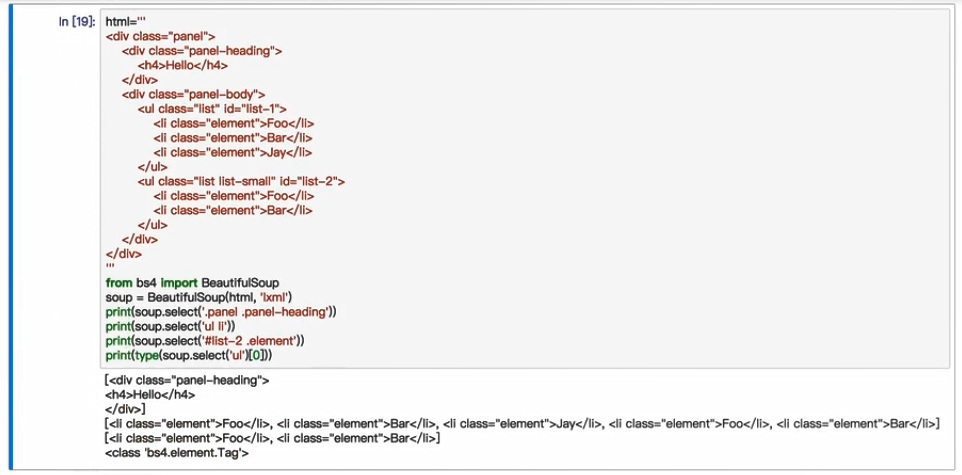 In [19]: html='''
<div class="panel">
    <div class="panel-heading">
        <h4>Hello</h4>
    </div>
    <div class="panel-body">
        <ul class="list" id="list-1">
            <li class="element">Foo</li>
            <li class="element">Bar</li>
            <li class="element">Jay</li>
        </ul>
        <ul class="list list-small" id="list-2">
            <li class="element">Foo</li>
            <li class="element">Bar</li>
        </ul>
    </div>
</div>
'''
from bs4 import BeautifulSoup
soup = BeautifulSoup(html, 'lxml')
print(soup.select('.panel .panel-heading'))
print(soup.select('ul li'))
print(soup.select('#list-2 .element'))
print(type(soup.select('ul')[0]))
[<div class="panel-heading">
<h4>Hello</h4>
</div>]
[<li class="element">Foo</li>, <li class="element">Bar</li>, <li class="element">Jay</li>, <li class="element">Foo</li>, <li class="element">Bar</li>]
[<li class="element">Foo</li>, <li class="element">Bar</li>]
<class 'bs4.element.Tag'>